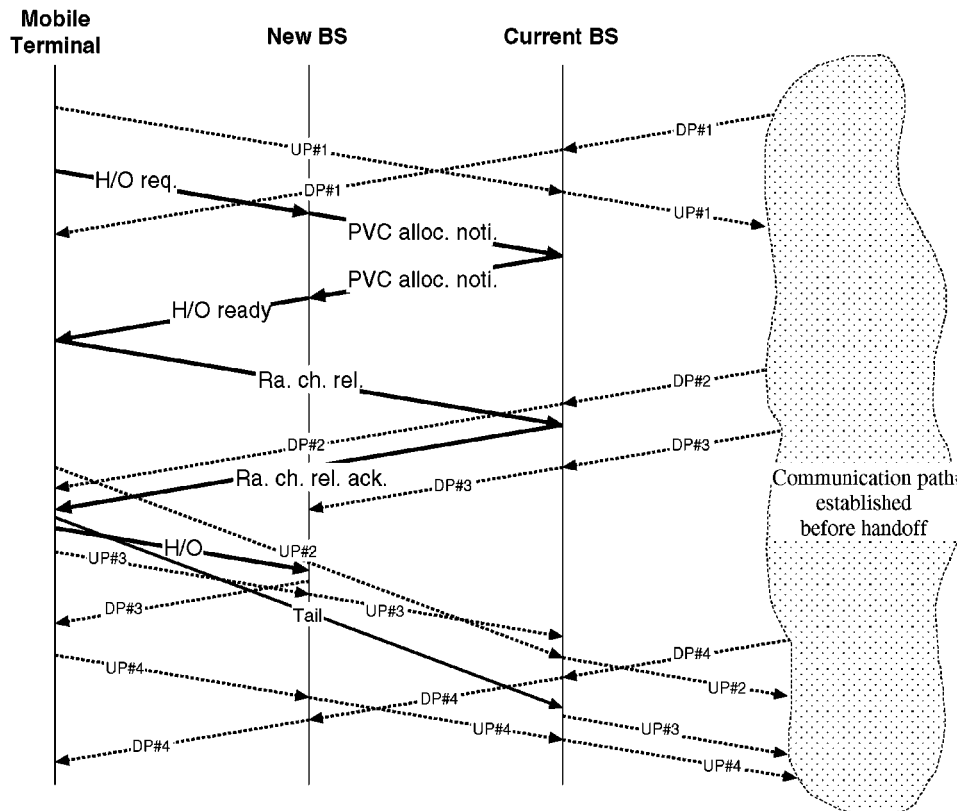 Mobile
Terminal
New BS
Current BS
DP#1
UP#1
H/O req.
DP#1
UP#1
PVC alloc. noti.
PVC alloc. noti.
H/O ready
Ra. ch. rel.
DP#2
DP#2
DP#3
DP#3
Ra. ch. rel. ack.
Communication path
established
before handoff
H/O
UP#2
UP#3
DP#3
Tail
UP#3
DP#4
UP#4
UP#2
DP#4
UP#4
UP#3
DP#4
UP#4